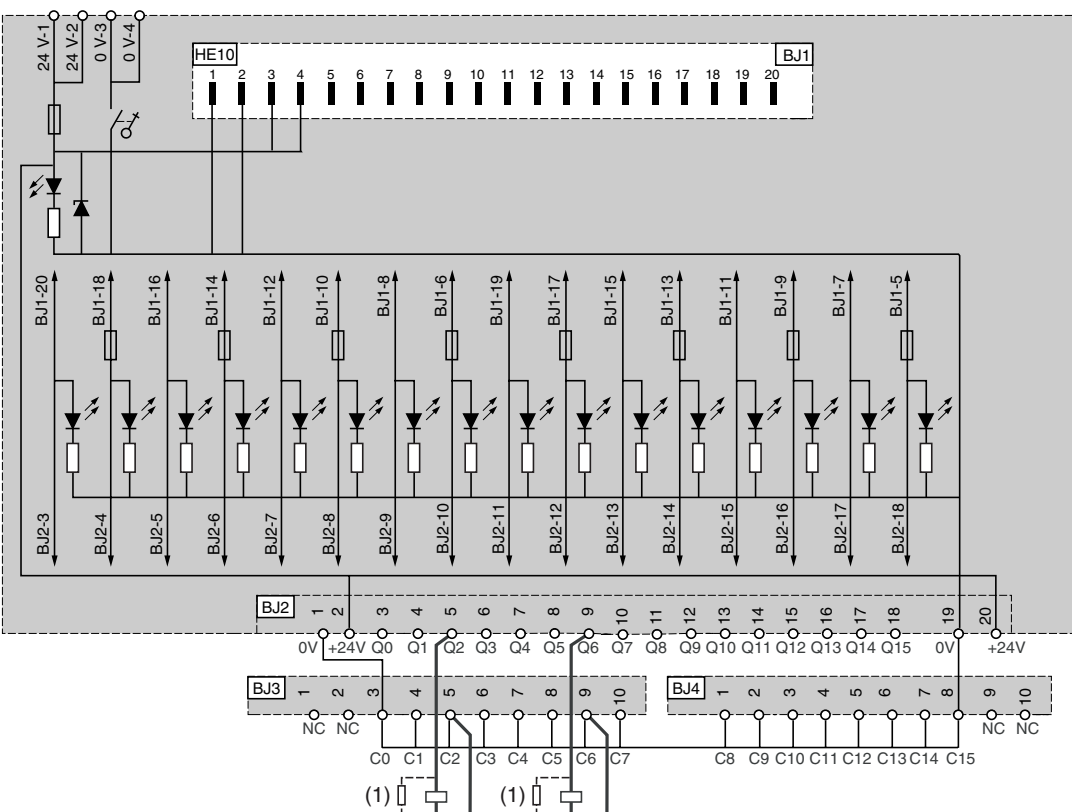 24 V-1 24 V-2 0 V-3 0 V-4
HE10 BJ1
1 2 3 4 5 6 7 8 9 10 11 12 13 14 15 16 17 18 19 20
BJ1-20 BJ1-18 BJ1-16 BJ1-14 BJ1-12 BJ1-10 BJ1-8 BJ1-6 BJ1-19 BJ1-17 BJ1-15 BJ1-13 BJ1-11 BJ1-9 BJ1-7 BJ1-5
BJ2-3 BJ2-4 BJ2-5 BJ2-6 BJ2-7 BJ2-8 BJ2-9 BJ2-10 BJ2-11 BJ2-12 BJ2-13 BJ2-14 BJ2-15 BJ2-16 BJ2-17 BJ2-18
BJ2 1 2 3 4 5 6 7 8 9 10 11 12 13 14 15 16 17 18 19 20
0V +24V Q0 Q1 Q2 Q3 Q4 Q5 Q6 Q7 Q8 Q9 Q10 Q11 Q12 Q13 Q14 Q15 0V +24V
BJ3 1 2 3 4 5 6 7 8 9 10 BJ4 1 2 3 4 5 6 7 8 9 10
NC NC NC NC
C0 C1 C2 C3 C4 C5 C6 C7 C8 C9 C10 C11 C12 C13 C14 C15
(1) (1)